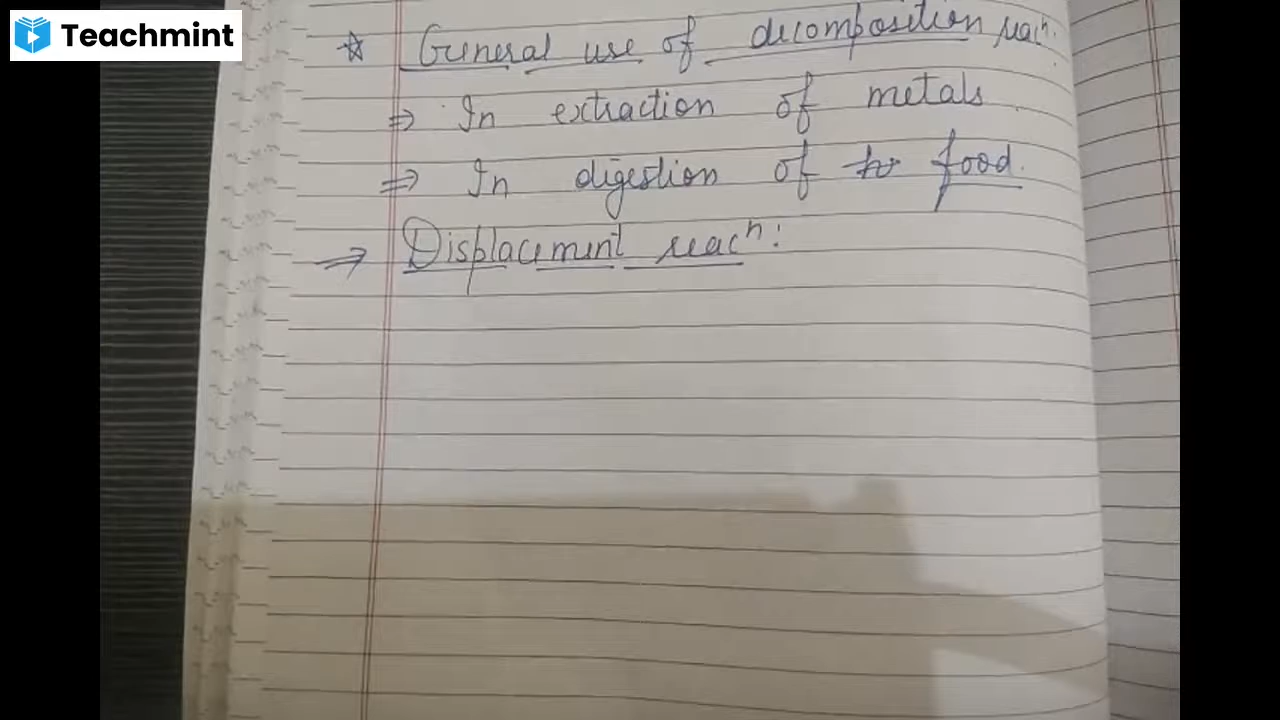 Teachmint
☆ General use of decomposition reacⁿ.
⇒ In extraction of metals
⇒ In digestion of food.
⇒ Displacement reacⁿ: